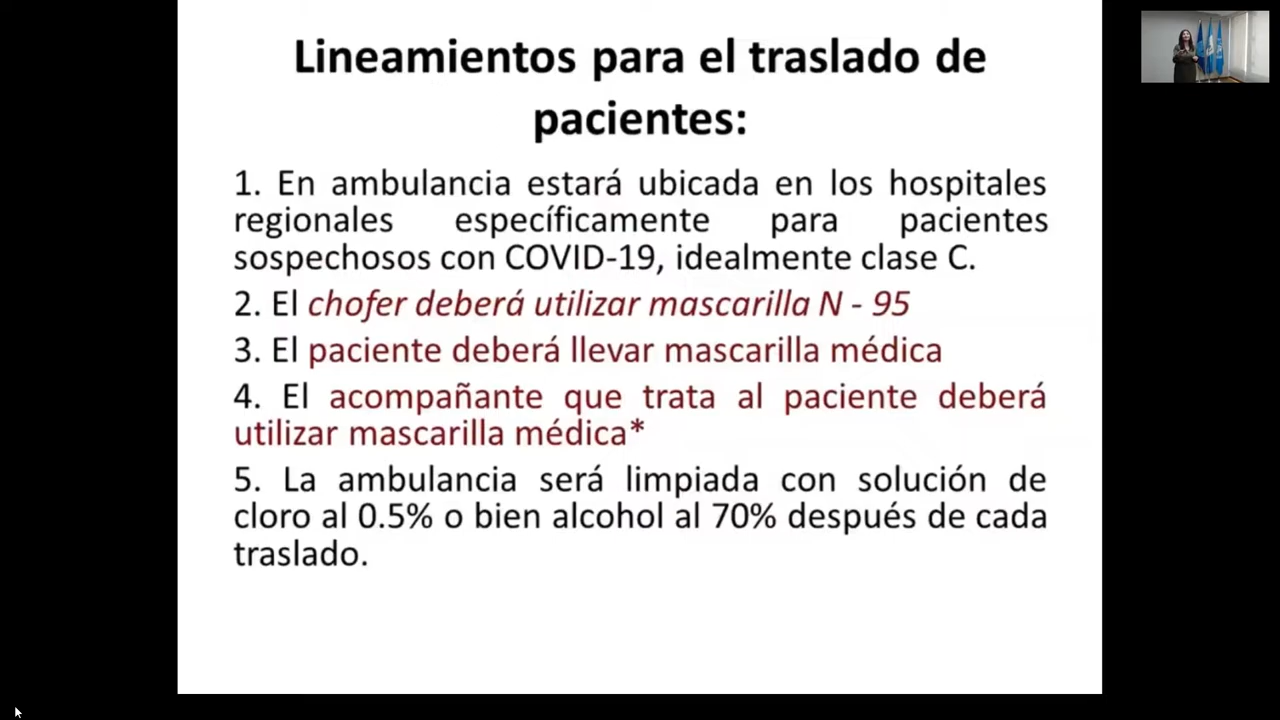 Lineamientos para el traslado de
pacientes:
1. En ambulancia estará ubicada en los hospitales
regionales específicamente para pacientes
sospechosos con COVID-19, idealmente clase C.
2. El chofer deberá utilizar mascarilla N - 95
3. El paciente deberá llevar mascarilla médica
4. El acompañante que trata al paciente deberá
utilizar mascarilla médica*
5. La ambulancia será limpiada con solución de
cloro al 0.5% o bien alcohol al 70% después de cada
traslado.